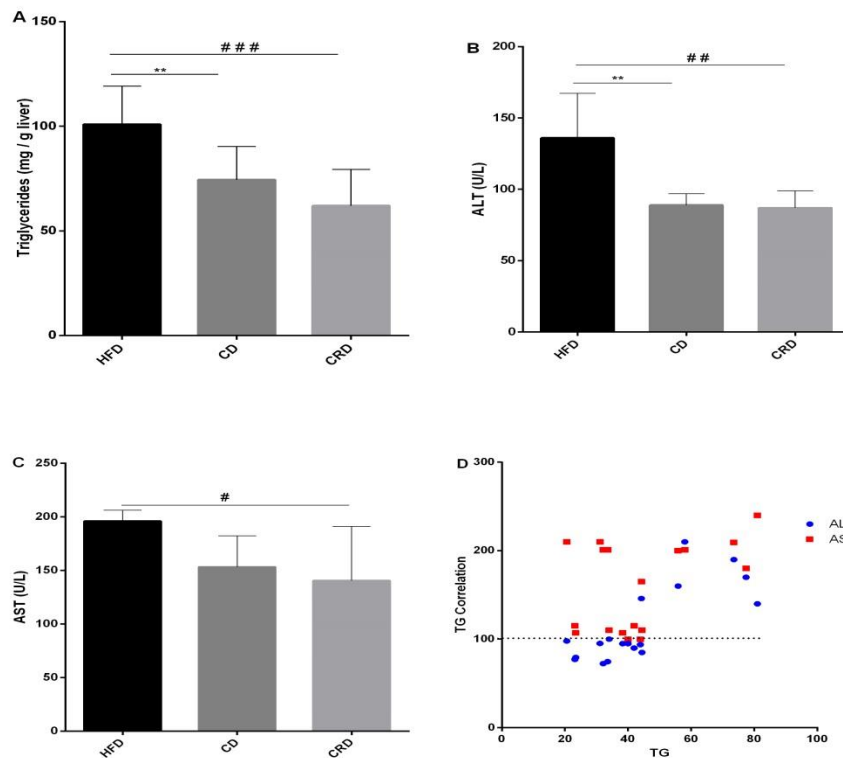 A
Triglycerides (mg / g liver)
150
100
50
0
# # #
**
HFD
CD
CRD
B
ALT (U/L)
200
150
100
50
0
# #
**
HFD
CD
CRD
C
AST (U/L)
250
200
150
100
50
0
#
HFD
CD
CRD
D
TG Correlation
300
200
100
0
0
20
40
60
80
100
TG
AL
AS